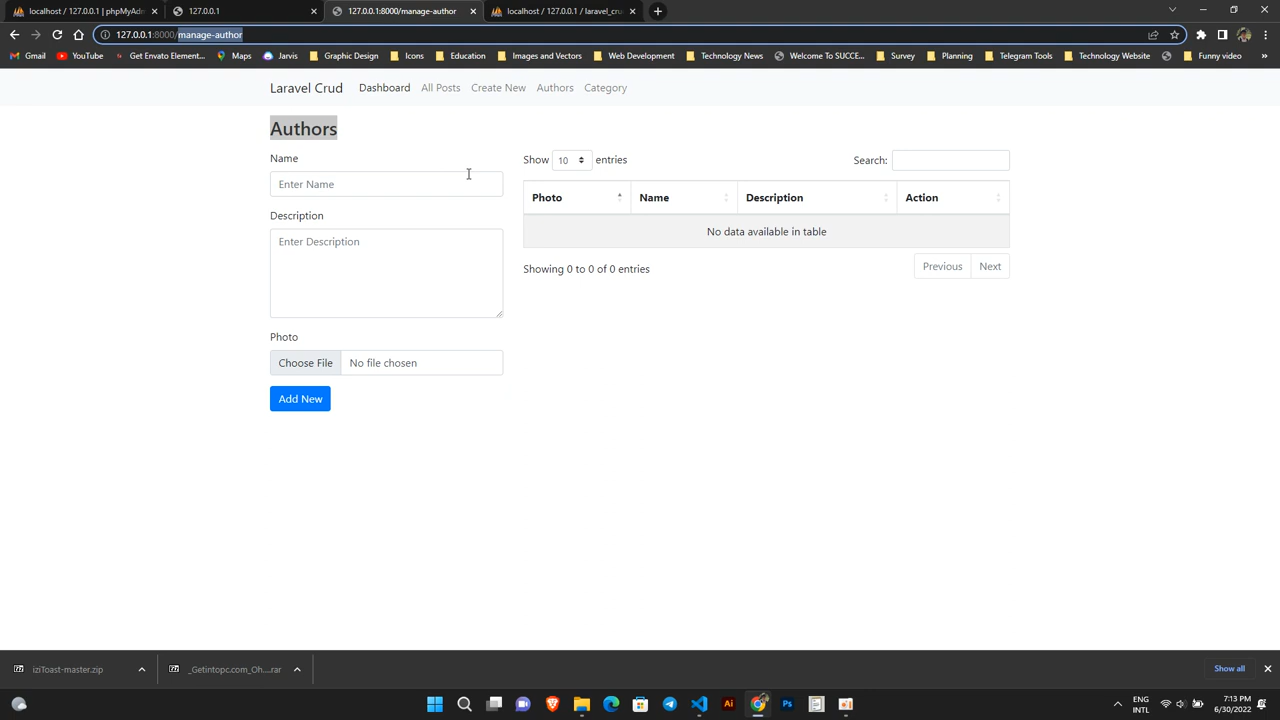 localhost / 127.0.0.1 | phpMyAdm
127.0.0.1
127.0.0.1:8000/manage-author
localhost / 127.0.0.1 / laravel_cru
127.0.0.1:8000/manage-author
Gmail
YouTube
Get Envato Element...
Maps
Jarvis
Graphic Design
Icons
Education
Images and Vectors
Web Development
Technology News
Welcome To SUCCE...
Survey
Planning
Telegram Tools
Technology Website
Funny video
»
Laravel Crud
Dashboard
All Posts
Create New
Authors
Category
Authors
Name
Enter Name
Description
Enter Description
Photo
Choose File
No file chosen
Add New
Show 10 entries
Search:
Photo
Name
Description
Action
No data available in table
Showing 0 to 0 of 0 entries
Previous
Next
iziToast-master.zip
_Getintopc.com_Oh....rar
Show all
Ai
Ps
ENG
INTL
7:13 PM
6/30/2022